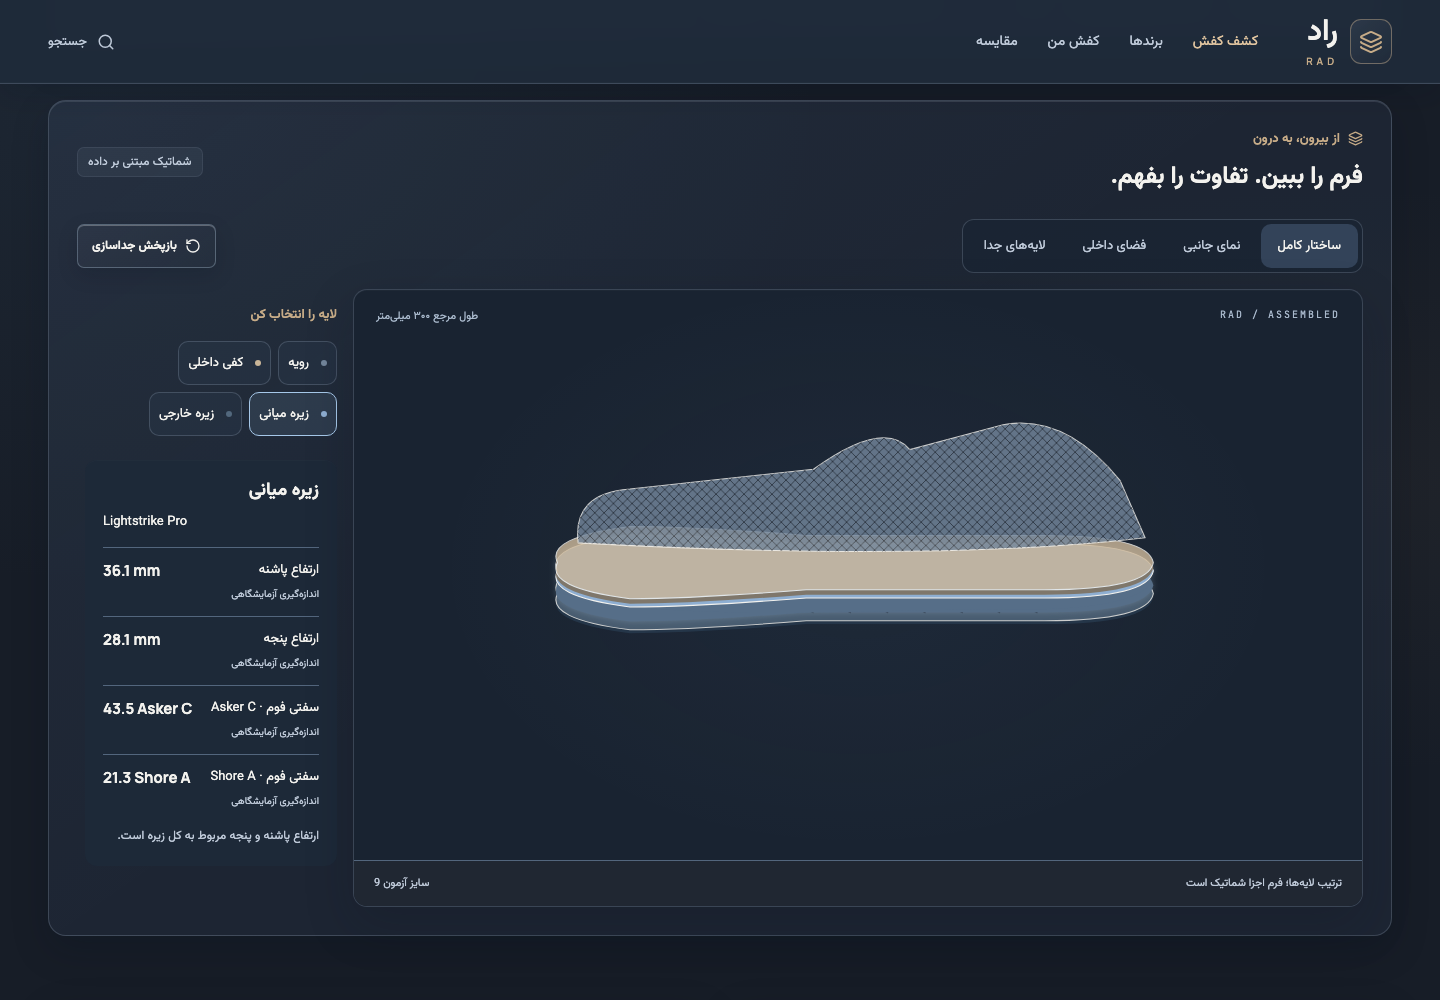 راد
RAD
کشف کفش
برندها
کفش من
مقایسه
جستجو
از بیرون، به درون
فرم را ببین. تفاوت را بفهم.
شماتیک مبتنی بر داده
ساختار کامل
نمای جانبی
فضای داخلی
لایه‌های جدا
بازپخش جداسازی
RAD / ASSEMBLED
طول مرجع ۳۰۰ میلی‌متر
ترتیب لایه‌ها؛ فرم اجزا شماتیک است
سایز آزمون 9
لایه را انتخاب کن
رویه
کفی داخلی
زیره میانی
زیره خارجی
زیره میانی
Lightstrike Pro
ارتفاع پاشنه 36.1 mm
اندازه‌گیری آزمایشگاهی
ارتفاع پنجه 28.1 mm
اندازه‌گیری آزمایشگاهی
سفتی فوم · Asker C 43.5 Asker C
اندازه‌گیری آزمایشگاهی
سفتی فوم · Shore A 21.3 Shore A
اندازه‌گیری آزمایشگاهی
ارتفاع پاشنه و پنجه مربوط به کل زیره است.